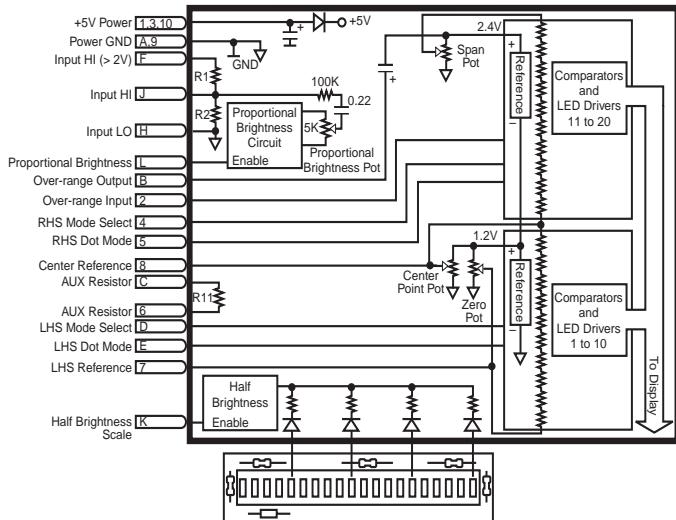 +5V Power 1,3,10
Power GND A,9
Input HI (> 2V) F
Input HI J
Input LO H
Proportional Brightness L
Over-range Output B
Over-range Input 2
RHS Mode Select 4
RHS Dot Mode 5
Center Reference 8
AUX Resistor C
AUX Resistor 6
LHS Mode Select D
LHS Dot Mode E
LHS Reference 7
Half Brightness
Scale K
+
+5V
GND
R1
R2
100K
0.22
Proportional
Brightness
Circuit
Enable
5K
Proportional
Brightness Pot
+
2.4V
Span
Pot
+
Reference
–
Comparators
and
LED Drivers
11 to 20
1.2V
Center
Point Pot
Zero
Pot
+
Reference
–
Comparators
and
LED Drivers
1 to 10
R11
Half
Brightness
Enable
To Display